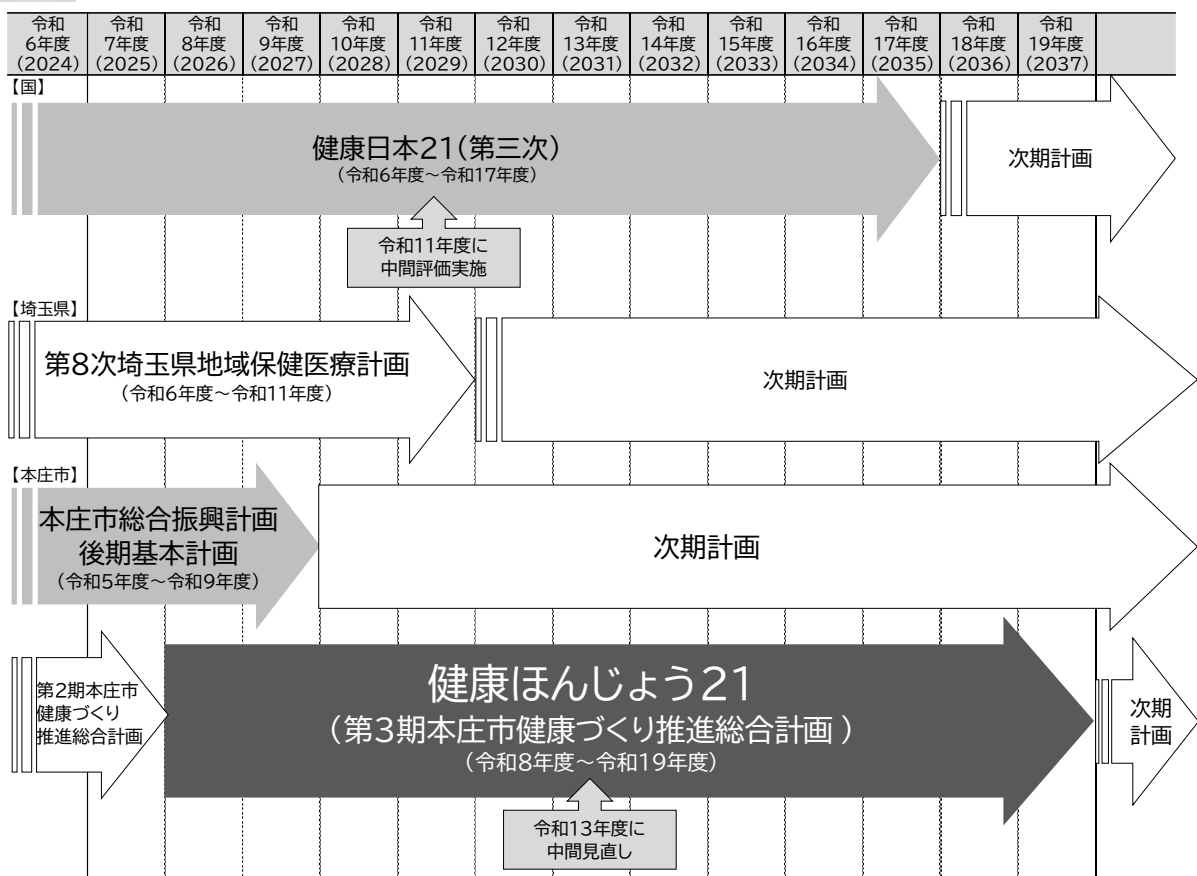 令和
6年度
(2024)
令和
7年度
(2025)
令和
8年度
(2026)
令和
9年度
(2027)
令和
10年度
(2028)
令和
11年度
(2029)
令和
12年度
(2030)
令和
13年度
(2031)
令和
14年度
(2032)
令和
15年度
(2033)
令和
16年度
(2034)
令和
17年度
(2035)
令和
18年度
(2036)
令和
19年度
(2037)
【国】
健康日本21(第三次)
(令和6年度~令和17年度)
次期計画
令和11年度に
中間評価実施
【埼玉県】
第8次埼玉県地域保健医療計画
(令和6年度~令和11年度)
次期計画
【本庄市】
本庄市総合振興計画
後期基本計画
(令和5年度~令和9年度)
次期計画
第2期本庄市
健康づくり
推進総合計画
健康ほんじょう21
(第3期本庄市健康づくり推進総合計画 )
(令和8年度~令和19年度)
次期
計画
令和13年度に
中間見直し